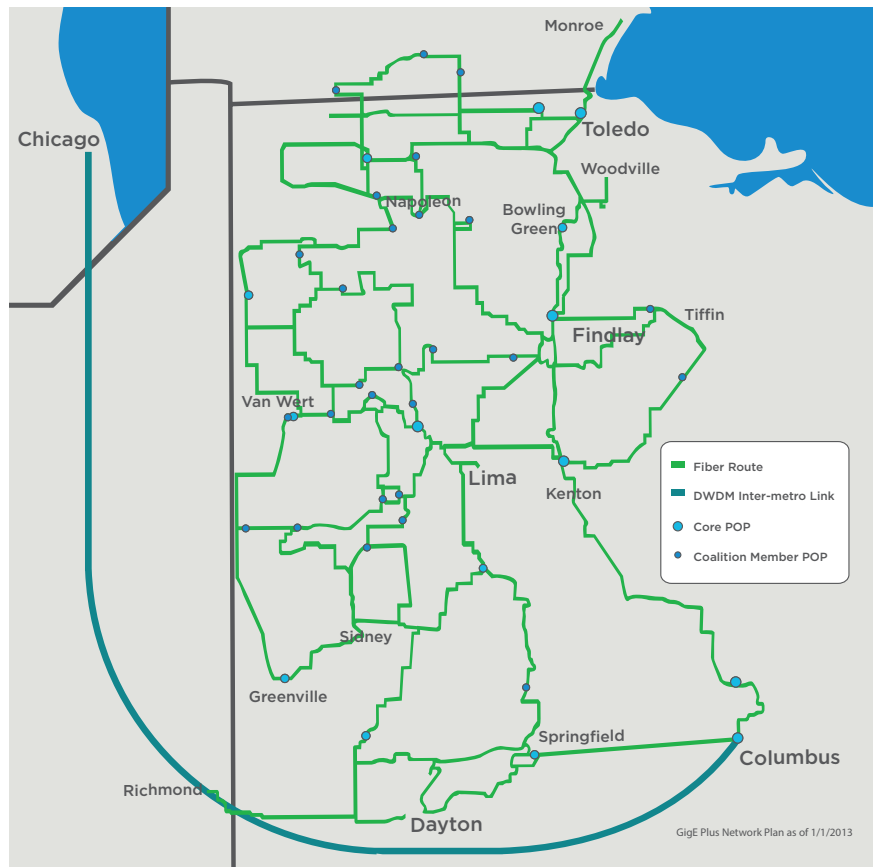 Monroe
Chicago
Toledo
Woodville
Napoleon
Bowling
Green
Tiffin
Findlay
Van Wert
Lima
Kenton
Fiber Route
DWDM Inter-metro Link
Core POP
Coalition Member POP
Sidney
Greenville
Springfield
Columbus
Richmond
Dayton
GigE Plus Network Plan as of 1/1/2013